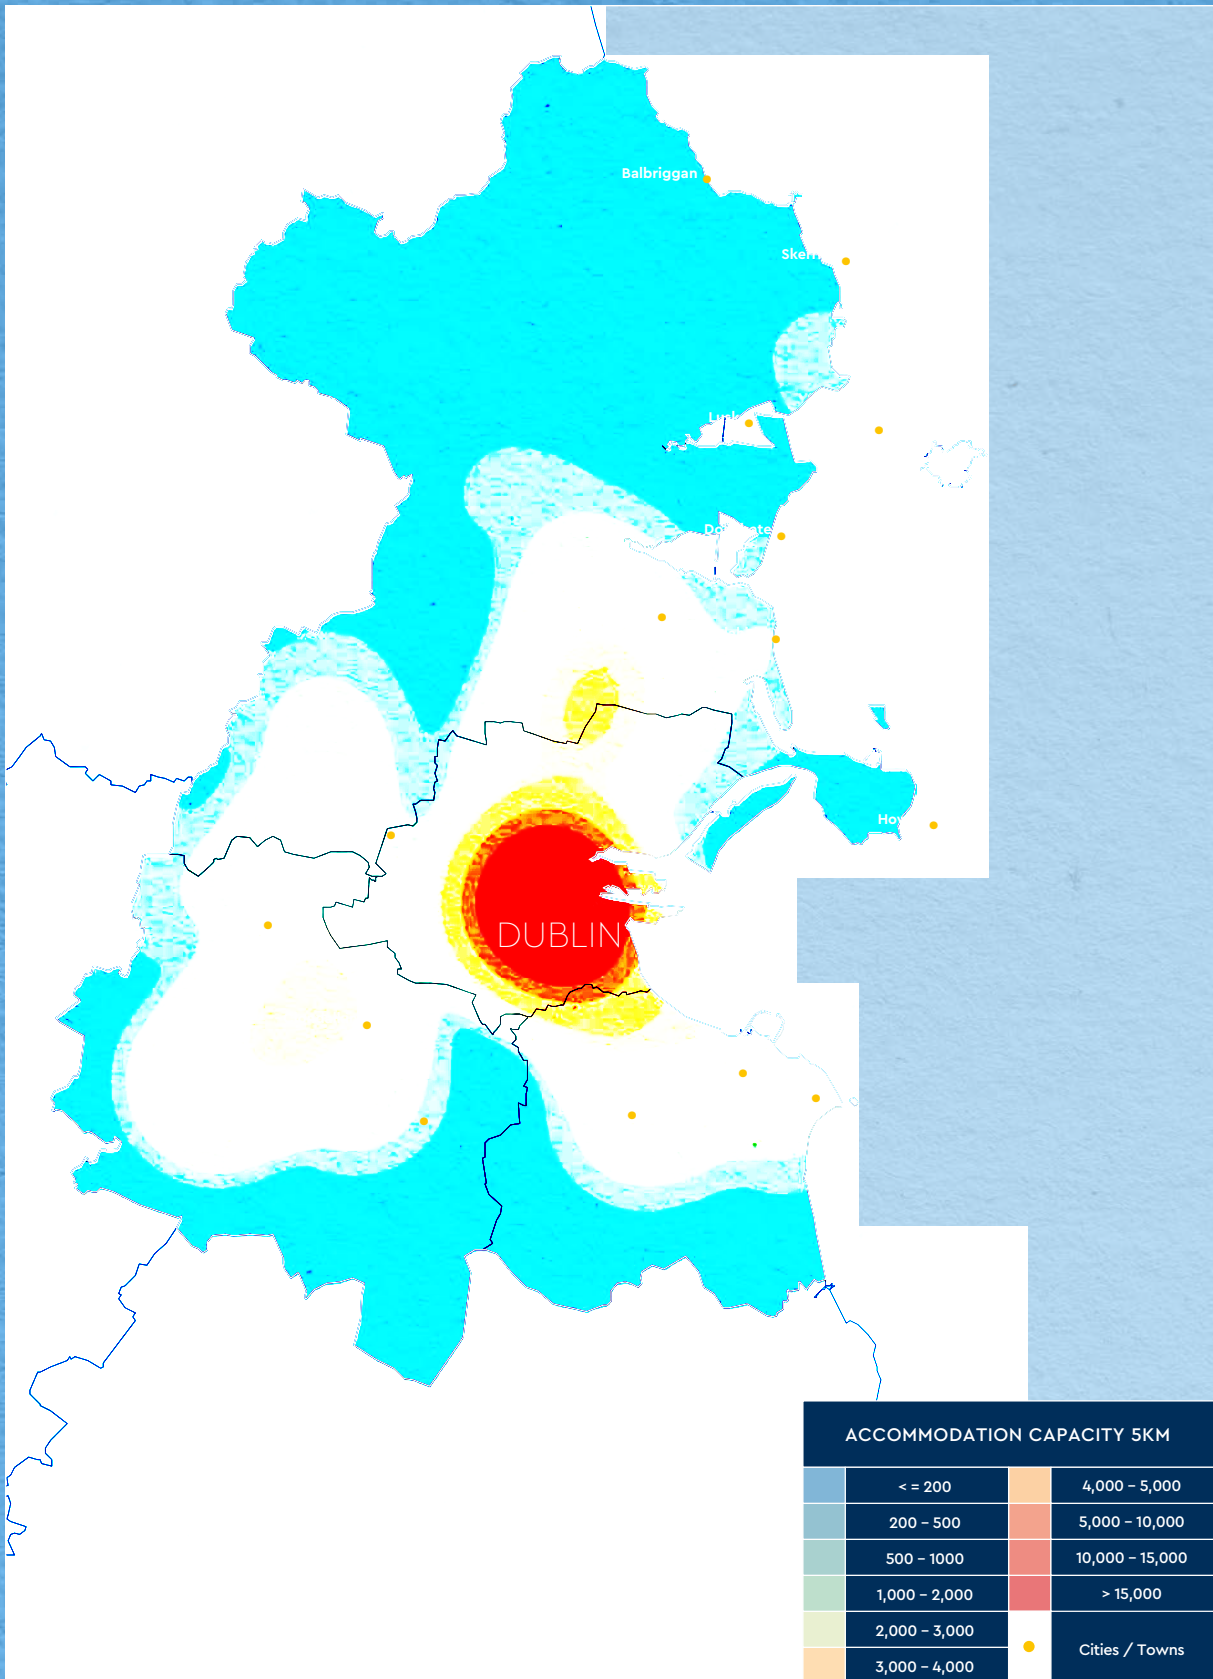 Balbriggan
DUBLIN
ACCOMMODATION CAPACITY 5KM
< = 200
4,000 – 5,000
200 – 500
5,000 – 10,000
500 – 1000
10,000 – 15,000
1,000 – 2,000
> 15,000
2,000 – 3,000
Cities / Towns
3,000 – 4,000